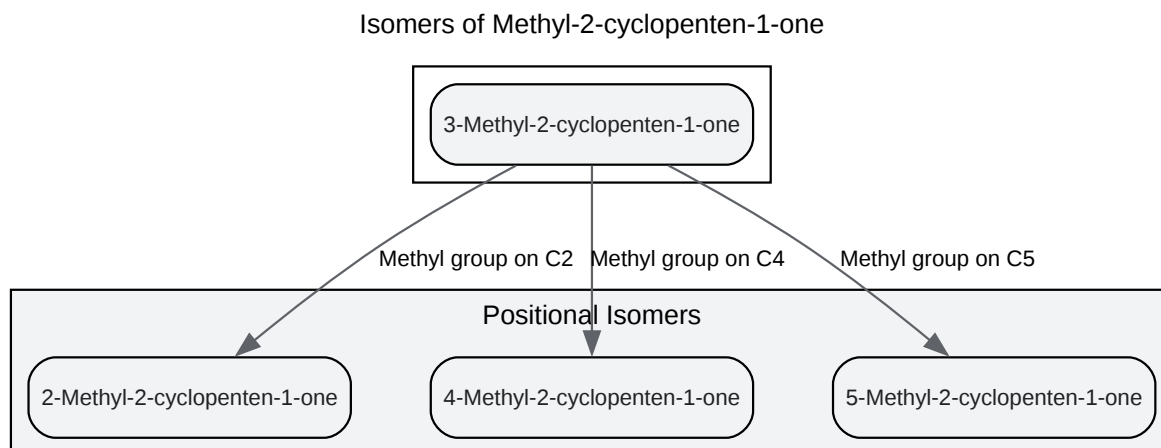 Isomers of Methyl-2-cyclopenten-1-one
3-Methyl-2-cyclopenten-1-one
Methyl group on C2
Methyl group on C4
Methyl group on C5
Positional Isomers
2-Methyl-2-cyclopenten-1-one
4-Methyl-2-cyclopenten-1-one
5-Methyl-2-cyclopenten-1-one